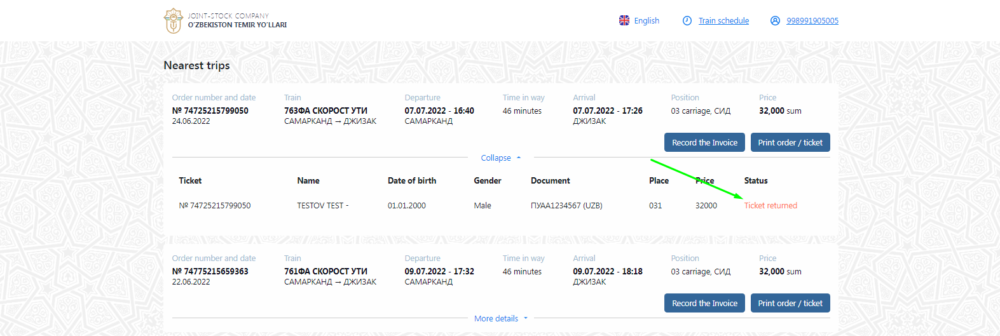 JOINT-STOCK COMPANY
O'ZBEKISTON TEMIR YO'LLARI
English Train schedule 998991905005
Nearest trips
Order number and date Train Departure Time in way Arrival Position Price
№ 74725215799050 763ФА СКОРОСТ УТИ 07.07.2022 - 16:40 46 minutes 07.07.2022 - 17:26 03 carriage, СИД 32,000 sum
24.06.2022 САМАРКАНД → ДЖИЗАК САМАРКАНД ДЖИЗАК
Record the Invoice Print order / ticket
Collapse
Ticket Name Date of birth Gender Document Place Price Status
№ 74725215799050 TESTOV TEST - 01.01.2000 Male ПУAA1234567 (UZB) 031 32000 Ticket returned
Order number and date Train Departure Time in way Arrival Position Price
№ 74775215659363 761ФА СКОРОСТ УТИ 09.07.2022 - 17:32 46 minutes 09.07.2022 - 18:18 03 carriage, СИД 32,000 sum
22.06.2022 САМАРКАНД → ДЖИЗАК САМАРКАНД ДЖИЗАК
Record the Invoice Print order / ticket
More details